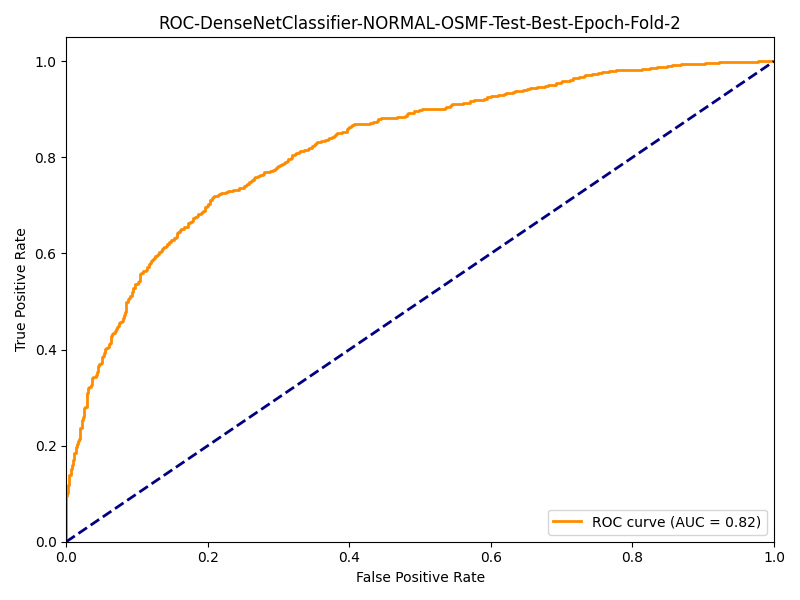 ROC-DenseNetClassifier-NORMAL-OSMF-Test-Best-Epoch-Fold-2
True Positive Rate
1.0
0.8
0.6
0.4
0.2
0.0
ROC curve (AUC = 0.82)
0.0 0.2 0.4 0.6 0.8 1.0
False Positive Rate